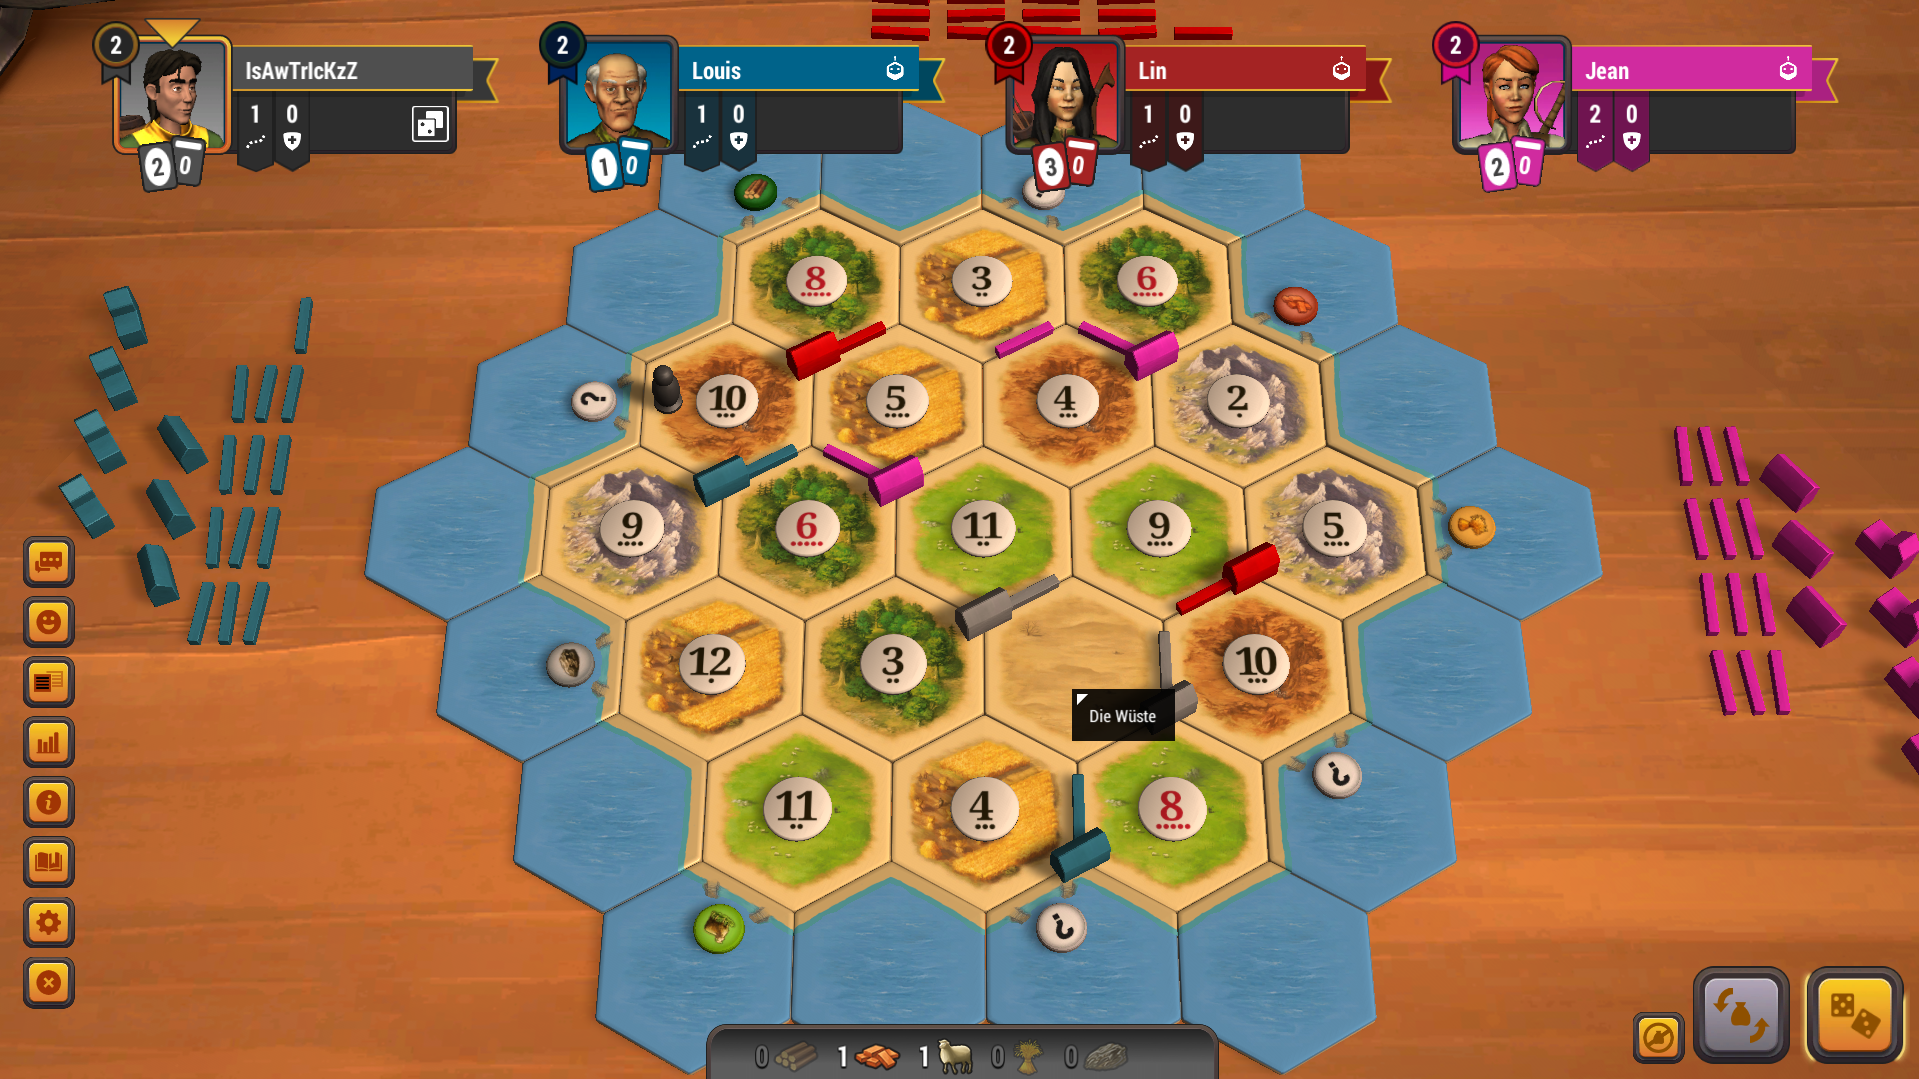 2 IsAwTrIcKzZ
1 0
2 0
2 Louis
1 0
1 0
2 Lin
1 0
3 0
2 Jean
2 0
2 0
8 3 6
? 10 5 4 2
9 6 11 9 5
12 3 10
Die Wüste
?
11 4 8
?
0 1 1 0 0